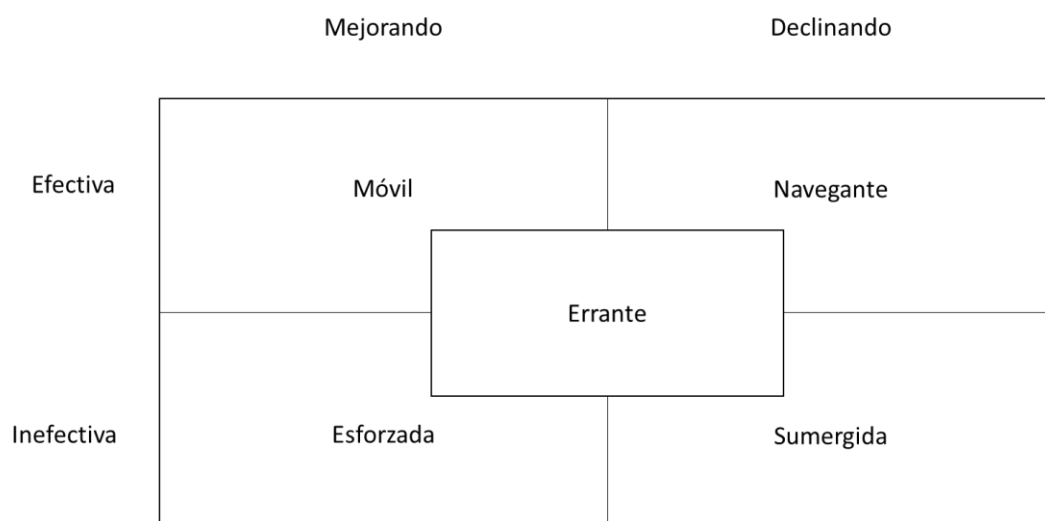 Mejorando
Declinando
Efectiva
Móvil
Navegante
Errante
Inefectiva
Esforzada
Sumergida